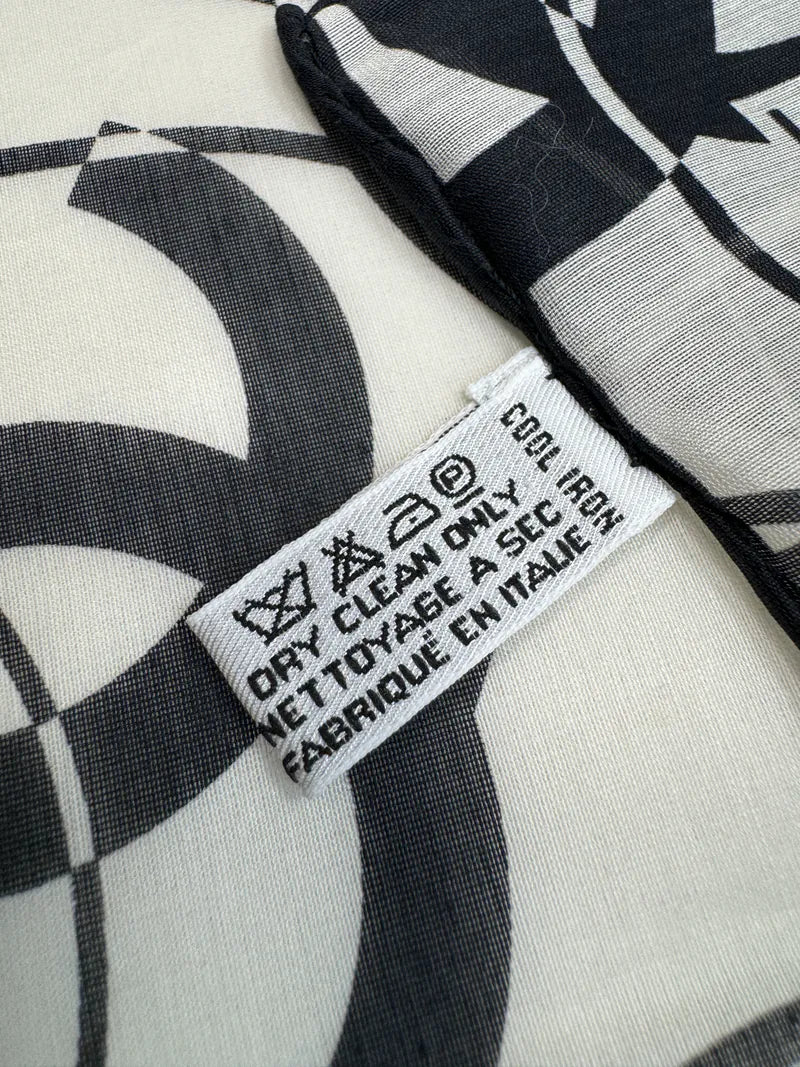 COOL IRON
P
DRY CLEAN ONLY
NETTOYAGE A SEC
FABRIQUÉ EN ITALIE